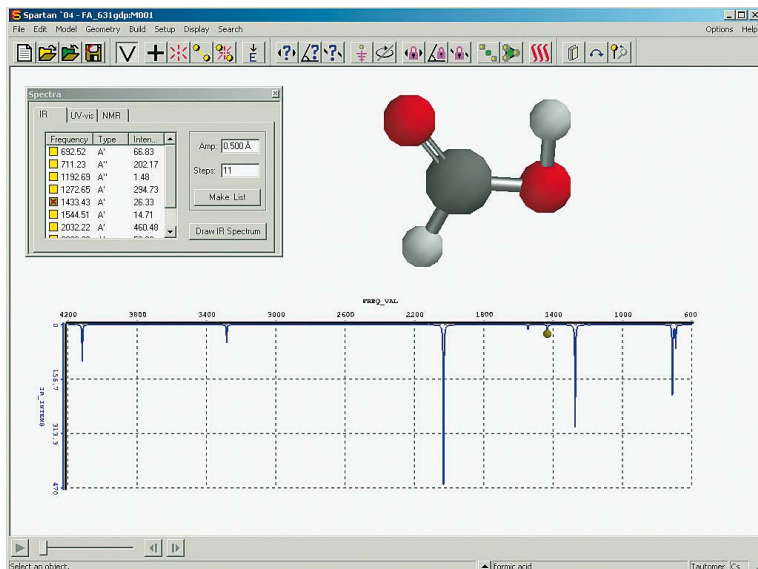 Spartan `04 - FA_631gdp:M001
File Edit Model Geometry Build Setup Display Search Options Help
V E
Spectra
IR UV-vis NMR
Frequency Type Inten...
692.52 A' 66.83
711.23 A" 202.17
1192.69 A" 1.48
1272.65 A' 294.73
1433.43 A' 26.33
1544.51 A' 14.71
2032.22 A' 460.48
Amp: 0.500 Å
Steps: 11
Make List
Draw IR Spectrum
FREQ_VAL
4200 3800 3400 3000 2600 2200 1800 1400 1000 600
0
156.7
313.3
470
IR_INTENS
Select an object.
formic acid
Tautomer Cs